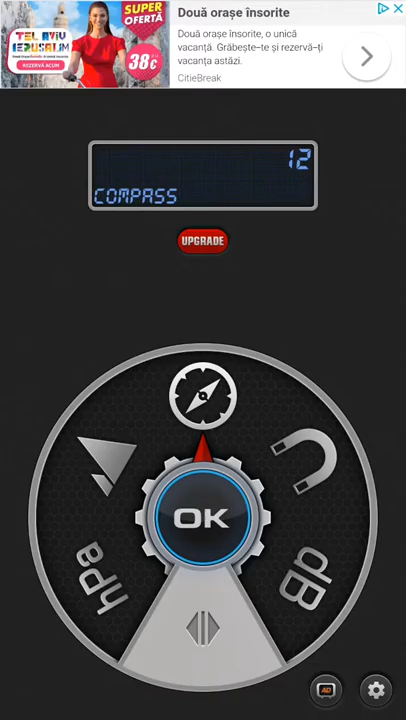 SUPER
OFERTĂ
TEL AVIV
IERUSALIM
REZERVĂ ACUM
38€
Două orașe însorite
Două orașe însorite, o unică
vacanță. Grăbește-te și rezervă-ți
vacanța astăzi.
CitieBreak
12
COMPASS
UPGRADE
OK
hPa
dB
AD